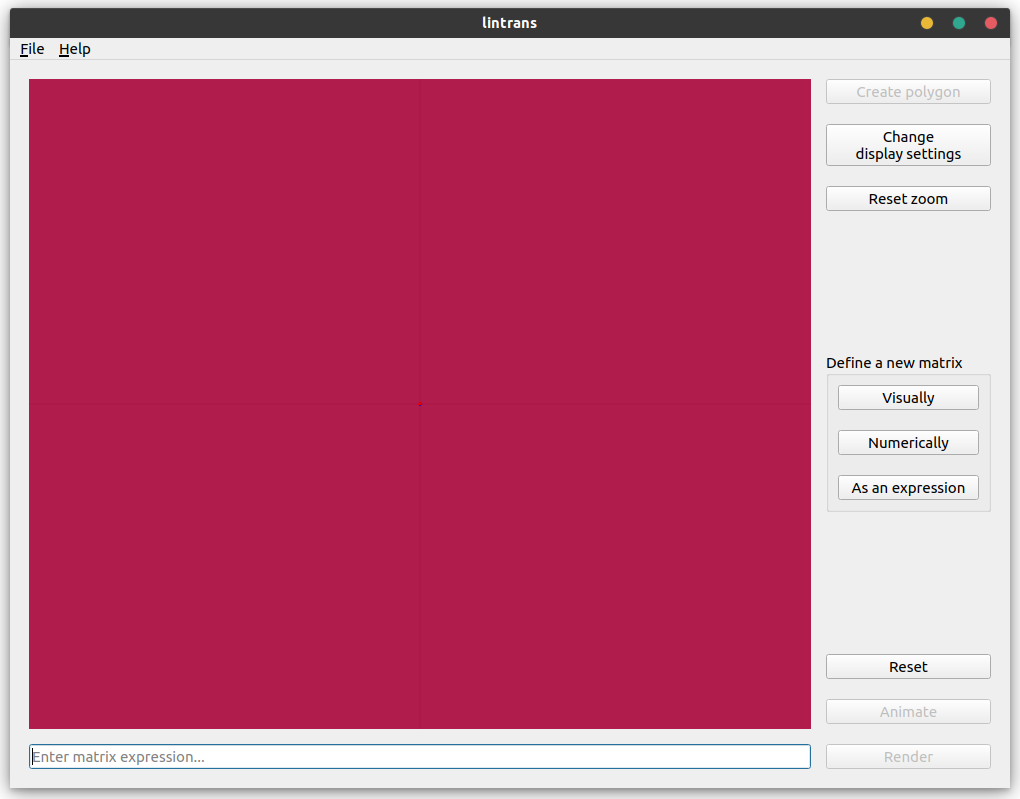 lintrans
File Help
Create polygon
Change
display settings
Reset zoom
Define a new matrix
Visually
Numerically
As an expression
Reset
Animate
Enter matrix expression...
Render